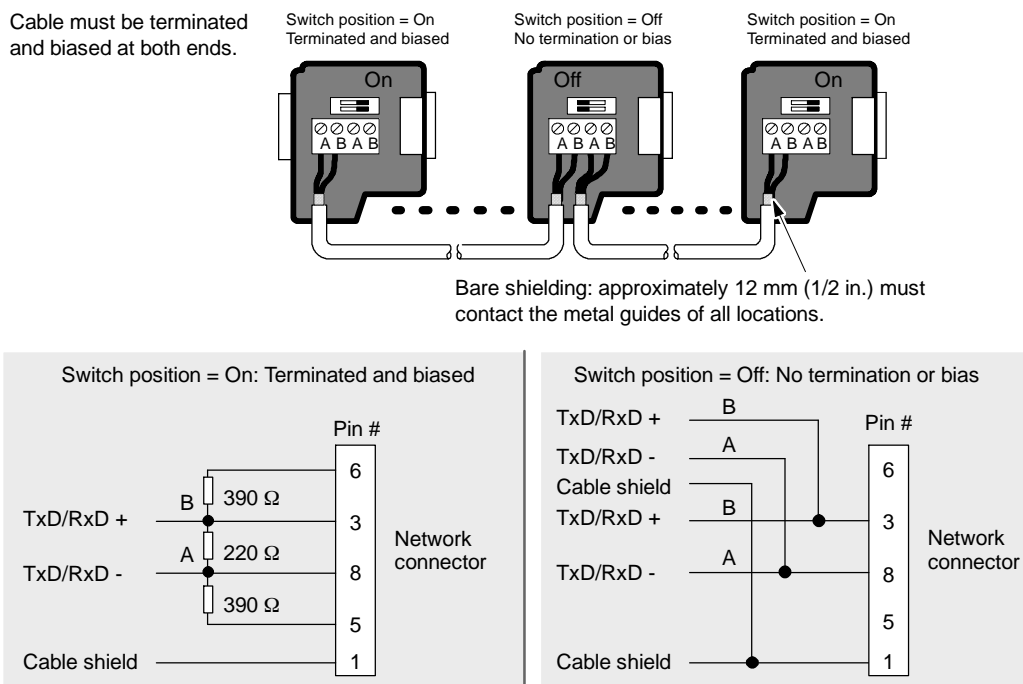 Cable must be terminated
and biased at both ends.
Switch position = On
Terminated and biased
Switch position = Off
No termination or bias
Switch position = On
Terminated and biased
On
Off
On
A B A B
A B A B
A B A B
Bare shielding: approximately 12 mm (1/2 in.) must
contact the metal guides of all locations.
Switch position = On: Terminated and biased
Pin #
6
390 Ω
B
TxD/RxD +
3
220 Ω
A
TxD/RxD -
8
390 Ω
5
Cable shield
1
Network
connector
Switch position = Off: No termination or bias
TxD/RxD +
B
Pin #
TxD/RxD -
A
6
Cable shield
TxD/RxD +
B
3
TxD/RxD -
A
8
5
Cable shield
1
Network
connector